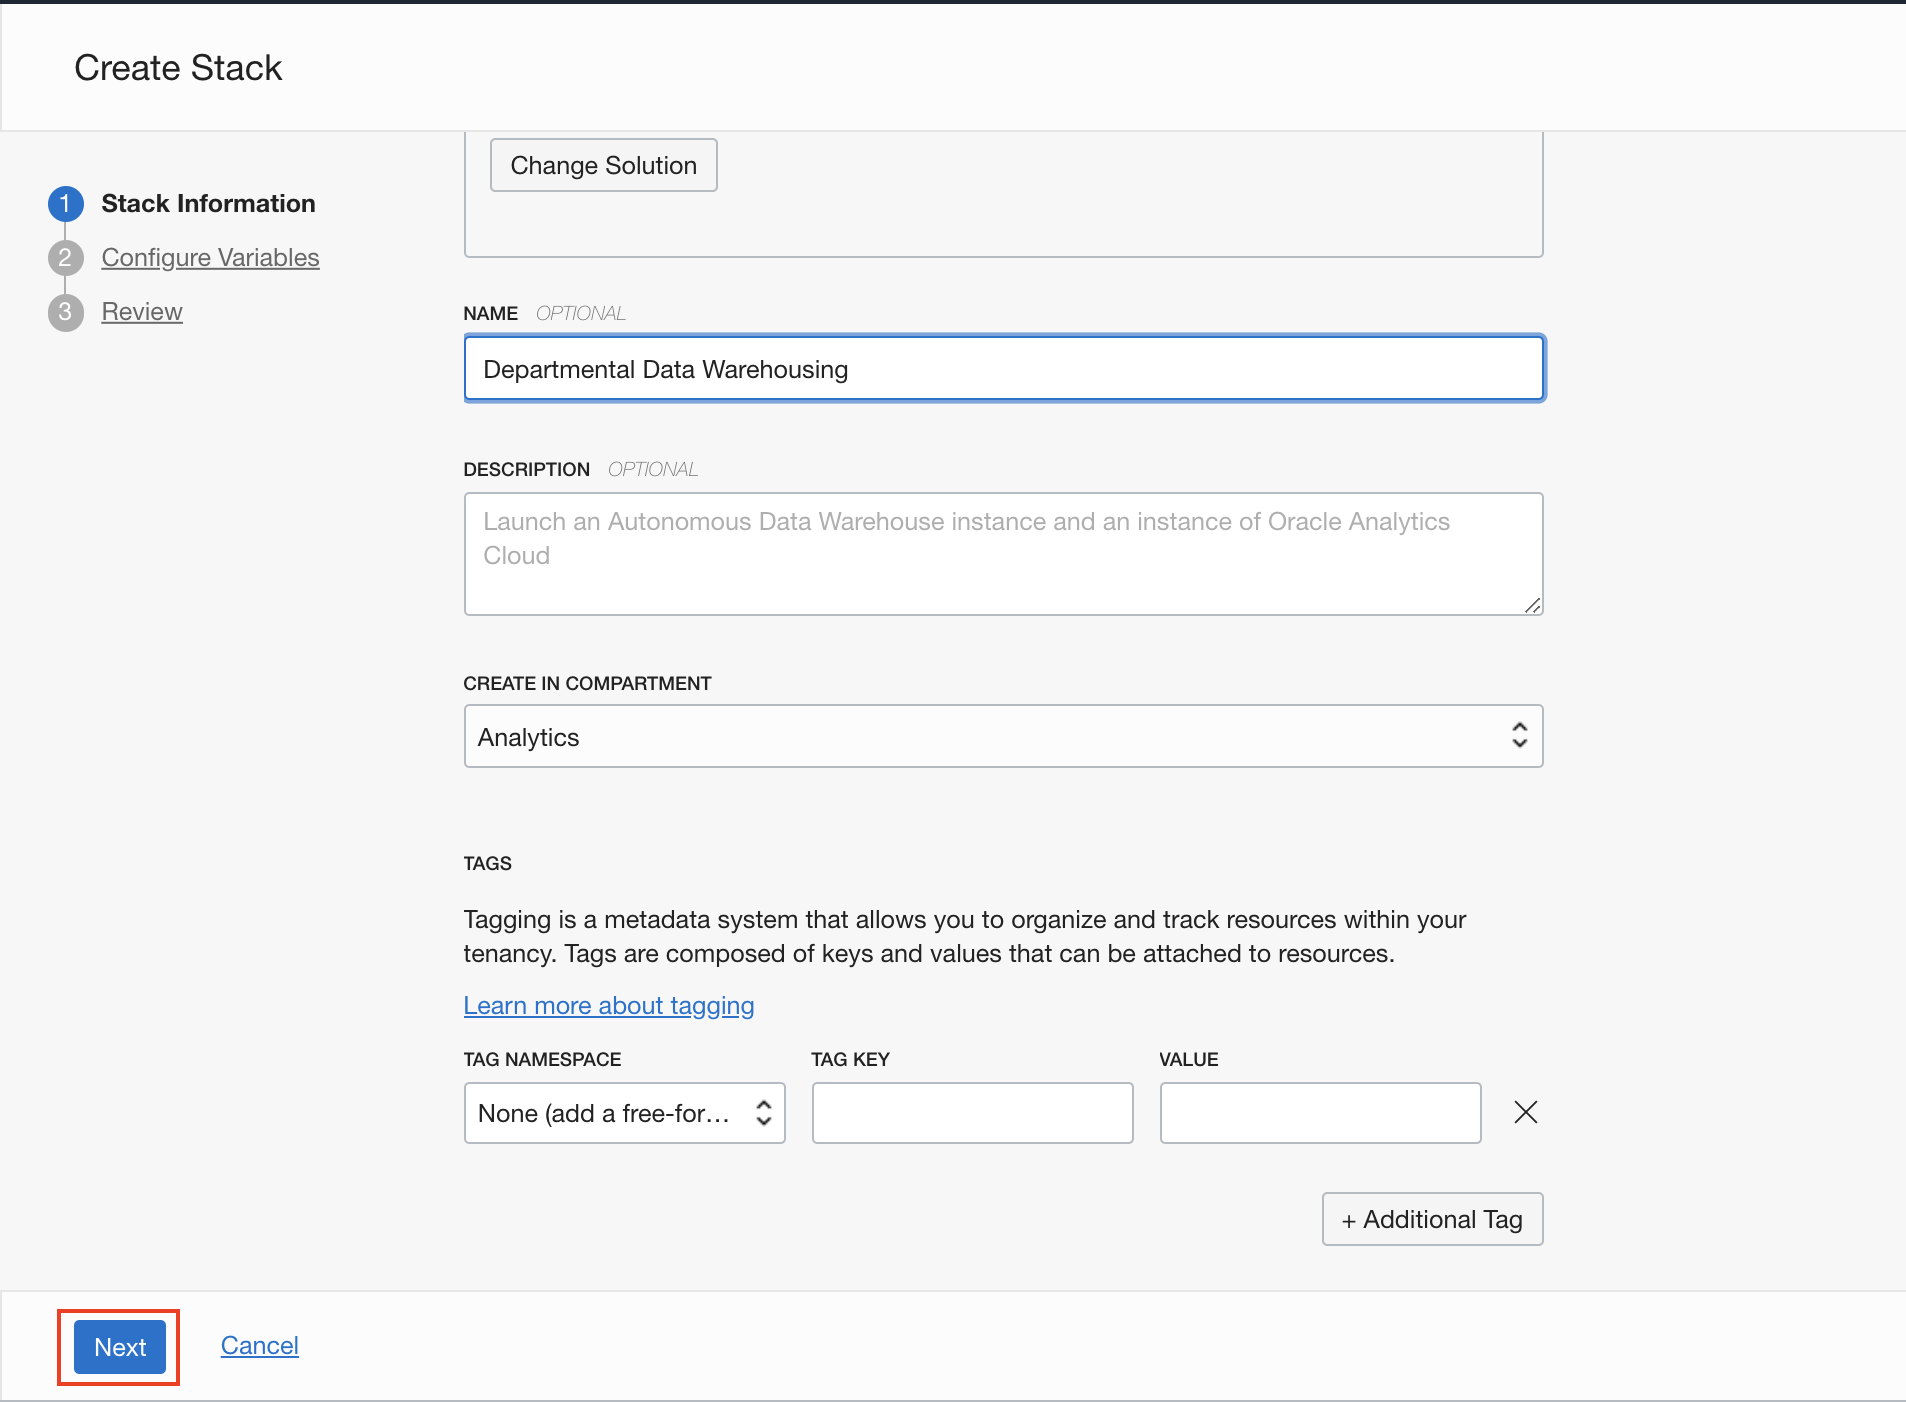 Create Stack
1 Stack Information
2 Configure Variables
3 Review
Change Solution
NAME OPTIONAL
Departmental Data Warehousing
DESCRIPTION OPTIONAL
Launch an Autonomous Data Warehouse instance and an instance of Oracle Analytics
Cloud
CREATE IN COMPARTMENT
Analytics
TAGS
Tagging is a metadata system that allows you to organize and track resources within your
tenancy. Tags are composed of keys and values that can be attached to resources.
Learn more about tagging
TAG NAMESPACE TAG KEY VALUE
None (add a free-for...
+ Additional Tag
Next Cancel